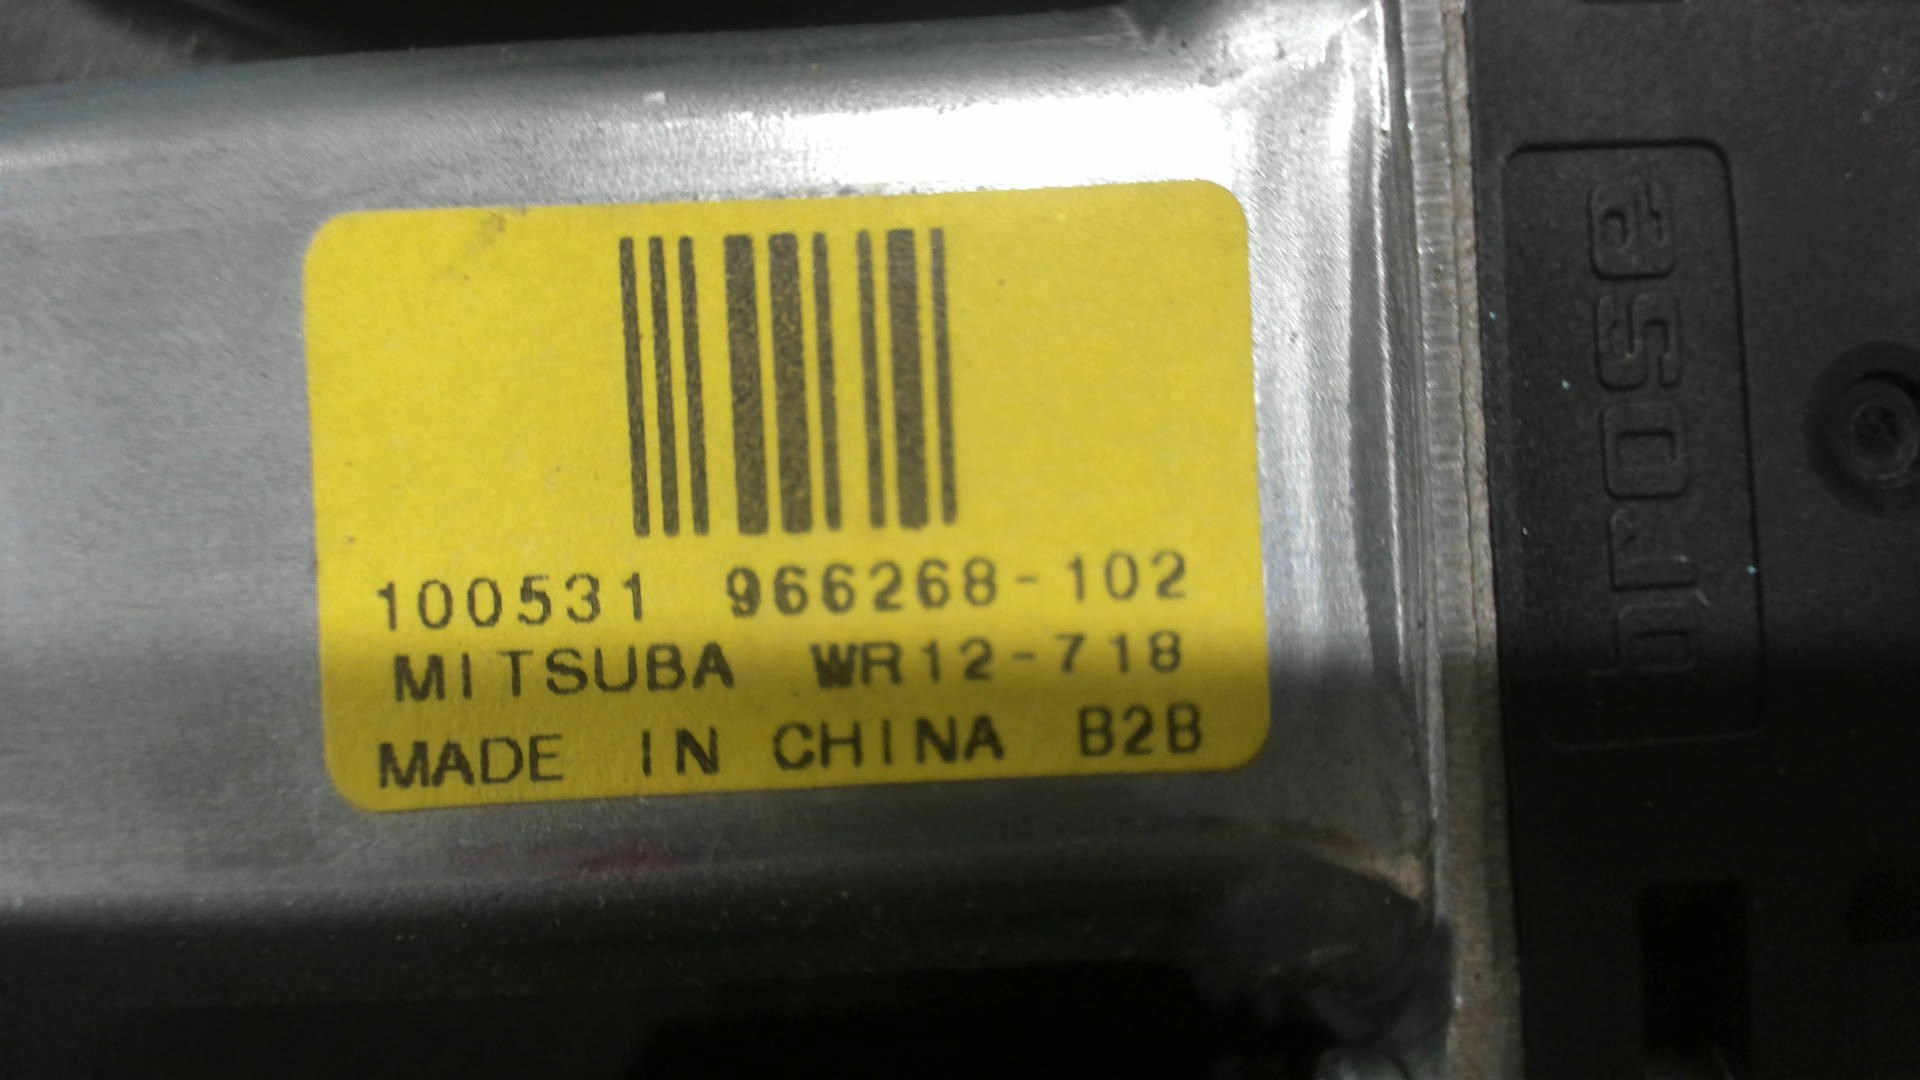 100531 966268-102
MITSUBA WR12-718
MADE IN CHINA B2B
brose